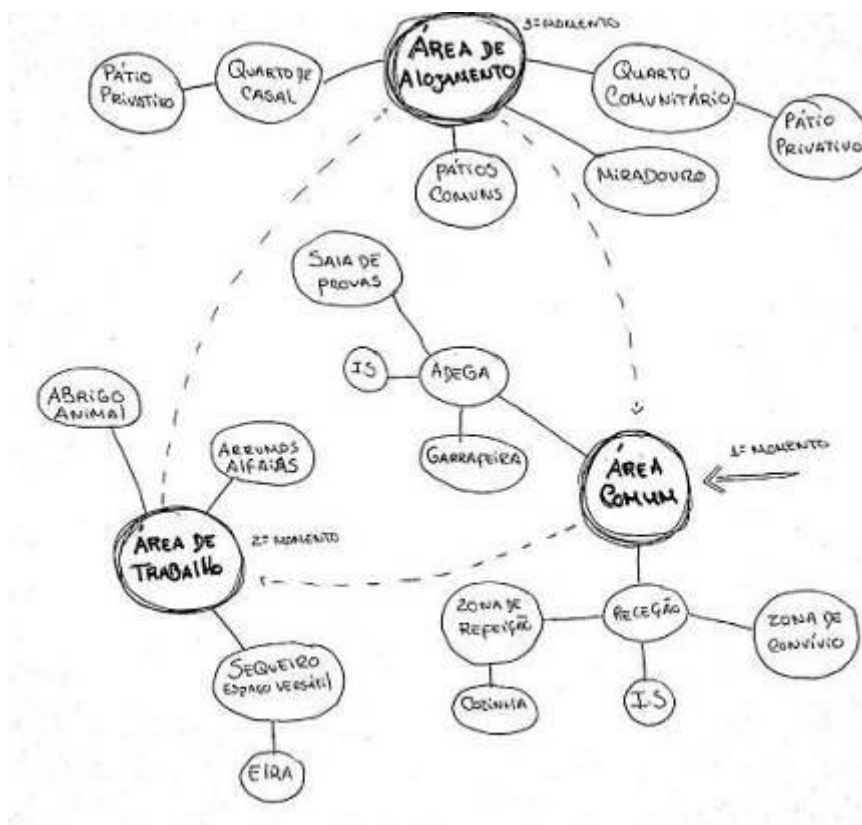 3º MOMENTO
ÁREA DE
ALOJAMENTO
PÁTIO
PRIVATIVO
QUARTO DE
CASAL
QUARTO
COMUNITÁRIO
PÁTIO
PRIVATIVO
PÁTIOS
COMUNS
MIRADOURO
SALA DE
PROVAS
IS
ADEGA
GARRAFEIRA
ABRIGO
ANIMAL
ARRUMOS
ALFAIAS
ÁREA
COMUM
1º MOMENTO
ÁREA DE
TRABALHO
2º MOMENTO
ZONA DE
REFEIÇÃO
RECEÇÃO
ZONA DE
CONVÍVIO
SEQUEIRO
ESPAÇO VERSÁTIL
COZINHA
I.S
EIRA